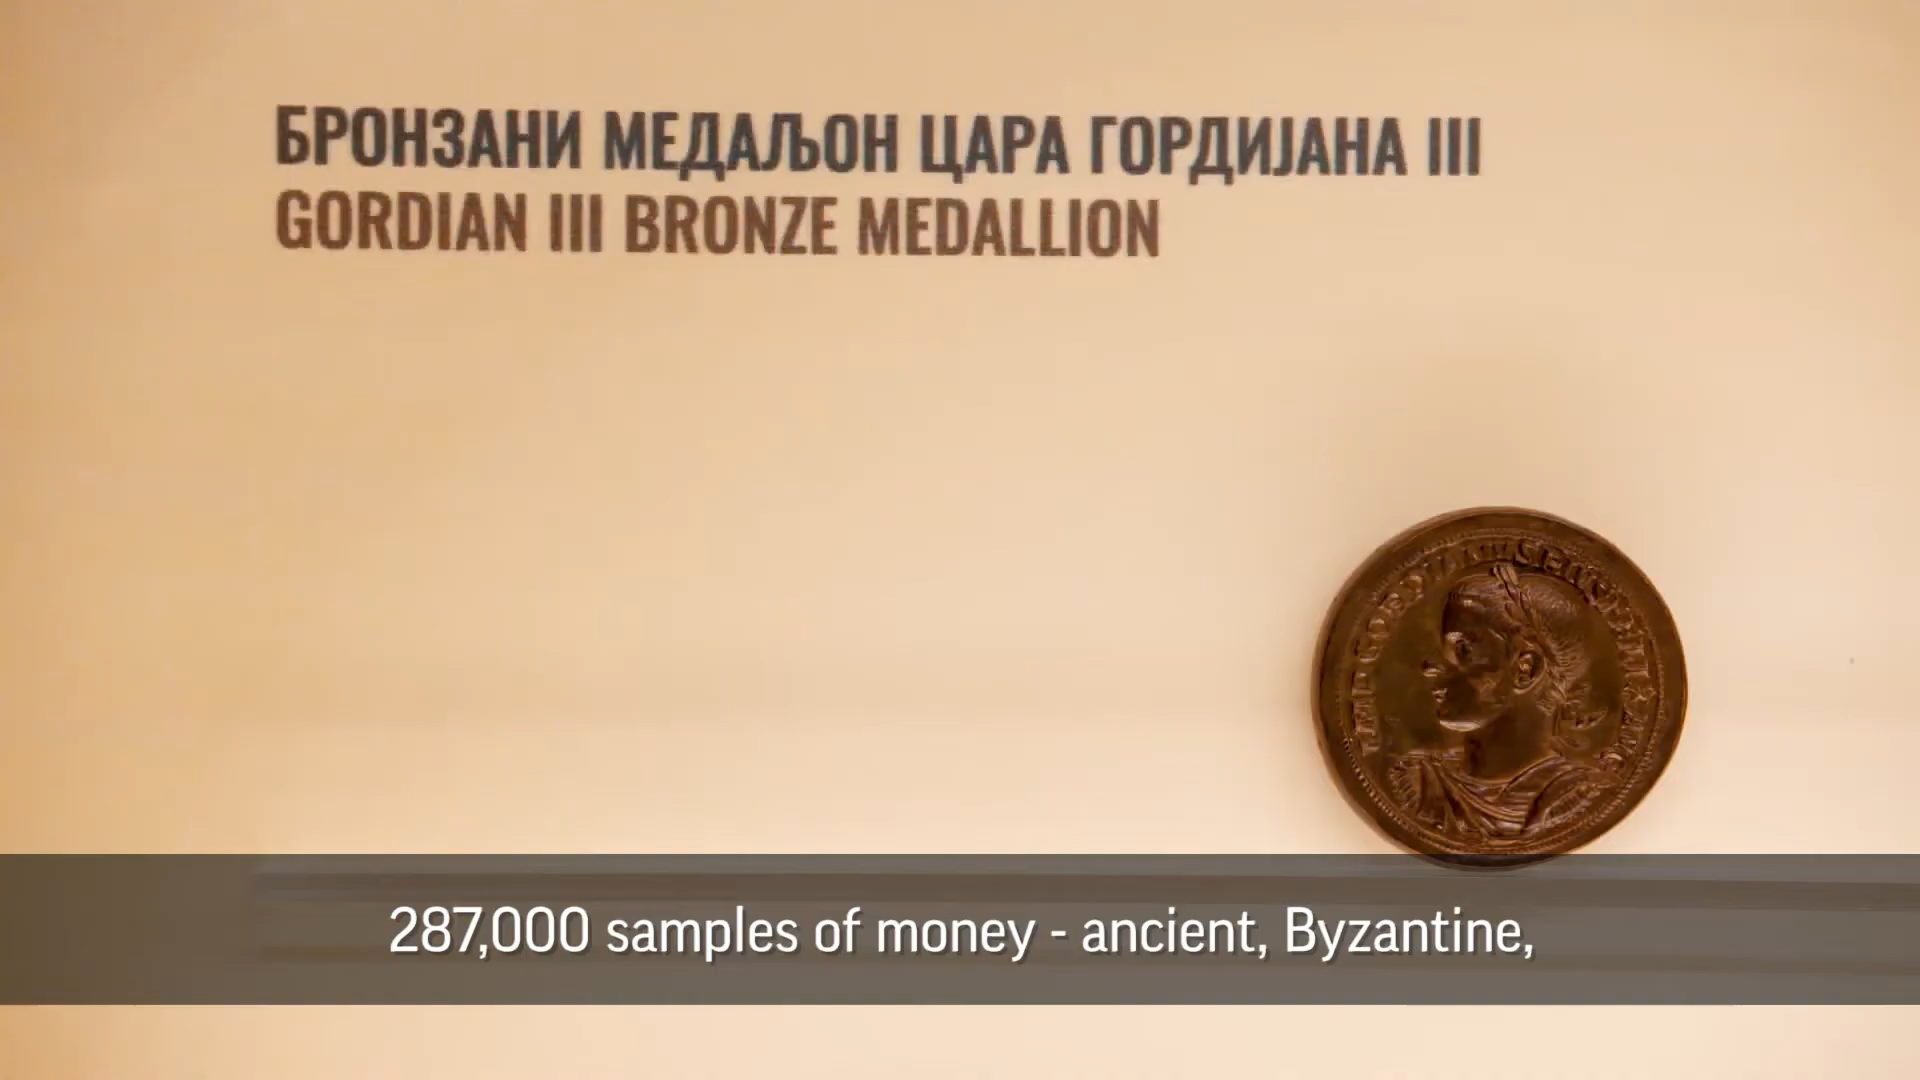 БРОНЗАНИ МЕДАЉОН ЦАРА ГОРДИЈАНА III
GORDIAN III BRONZE MEDALLION
287,000 samples of money - ancient, Byzantine,